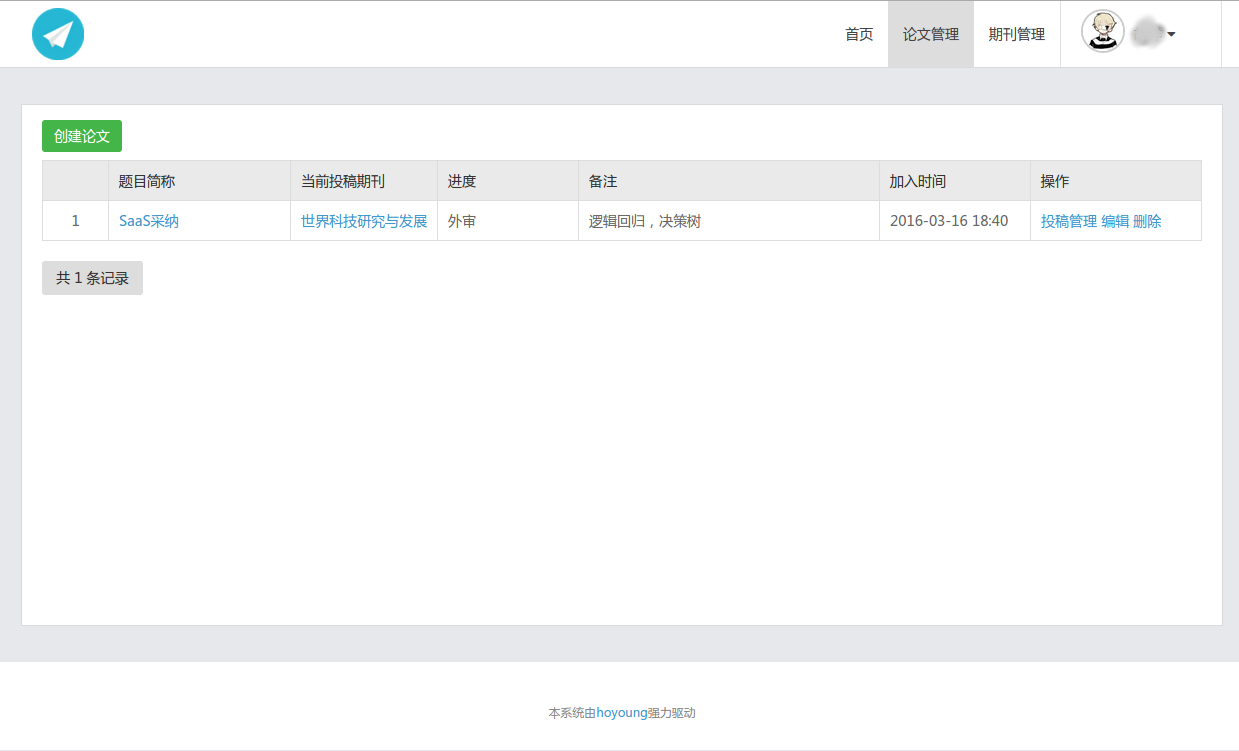 首页 论文管理 期刊管理
创建论文
题目简称 当前投稿期刊 进度 备注 加入时间 操作
1 SaaS采纳 世界科技研究与发展 外审 逻辑回归，决策树 2016-03-16 18:40 投稿管理 编辑 删除
共 1 条记录
本系统由hoyoung强力驱动